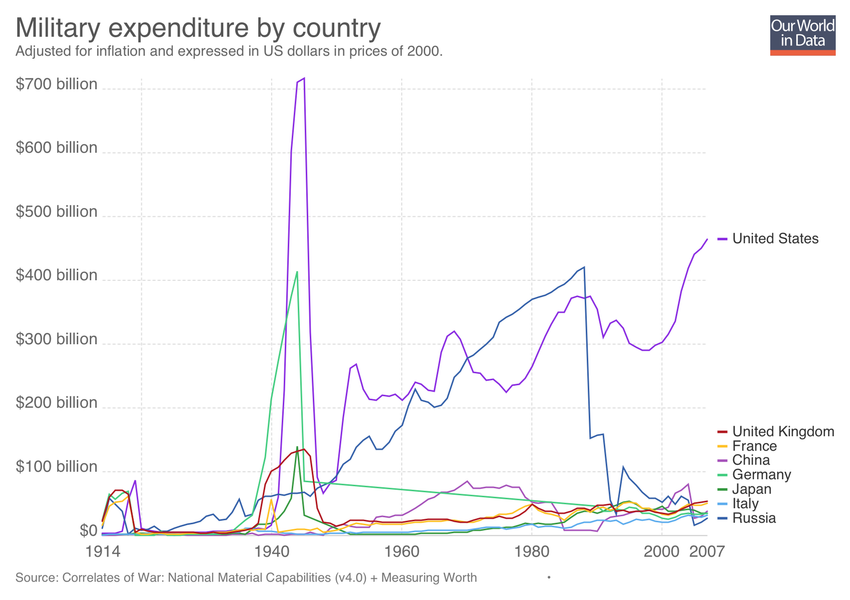 Military expenditure by country
Adjusted for inflation and expressed in US dollars in prices of 2000.
Our World
in Data
$700 billion
$600 billion
$500 billion
$400 billion
$300 billion
$200 billion
$100 billion
$0
1914
1940
1960
1980
2000
2007
United States
United Kingdom
France
China
Germany
Japan
Italy
Russia
Source: Correlates of War: National Material Capabilities (v4.0) + Measuring Worth